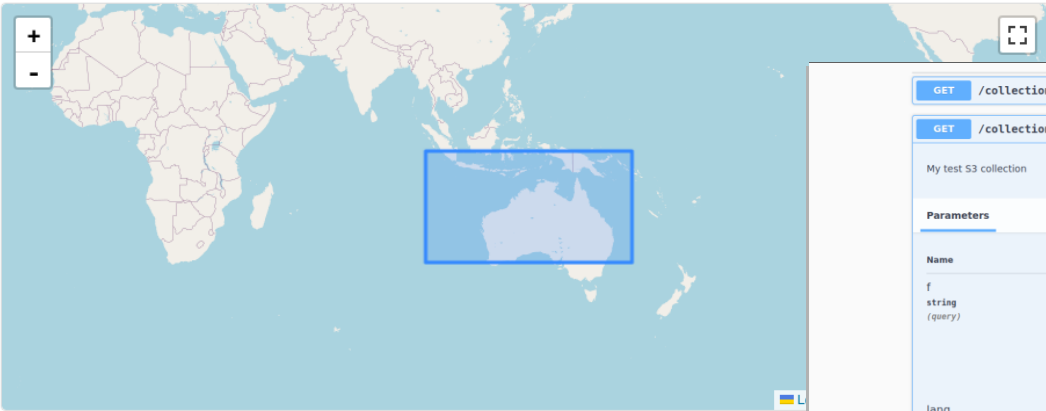 +
-
GET /collection
GET /collection
My test S3 collection
Parameters
Name
f
string
(query)
lang